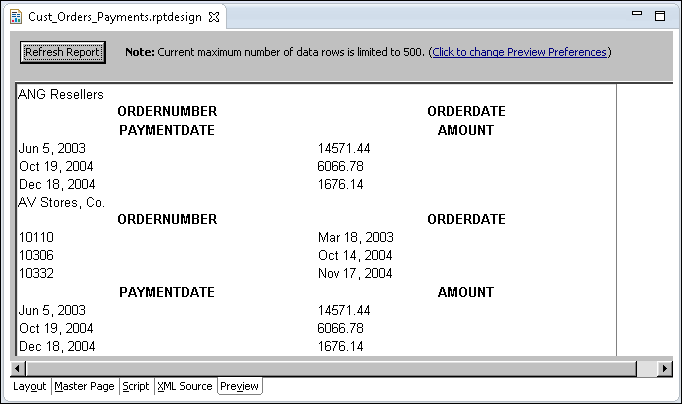 Cust_Orders_Payments.rptdesign
Refresh Report Note: Current maximum number of data rows is limited to 500. (Click to change Preview Preferences)
ANG Resellers
ORDERNUMBER ORDERDATE
PAYMENTDATE AMOUNT
Jun 5, 2003 14571.44
Oct 19, 2004 6066.78
Dec 18, 2004 1676.14
AV Stores, Co.
ORDERNUMBER ORDERDATE
10110 Mar 18, 2003
10306 Oct 14, 2004
10332 Nov 17, 2004
PAYMENTDATE AMOUNT
Jun 5, 2003 14571.44
Oct 19, 2004 6066.78
Dec 18, 2004 1676.14
Layout Master Page Script XML Source Preview